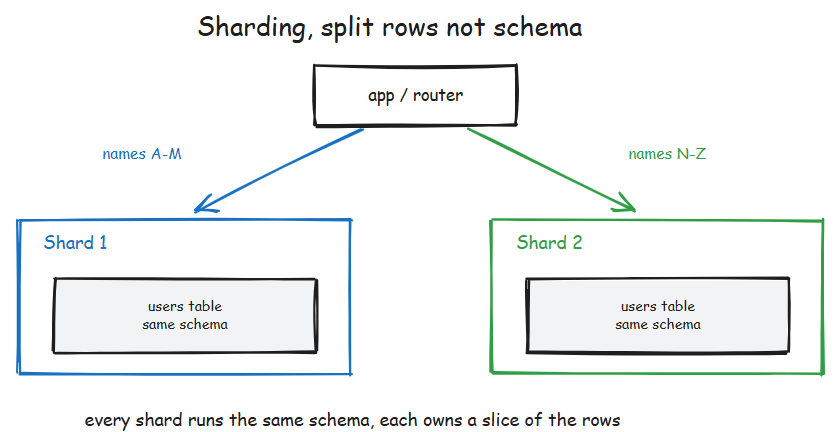 Sharding, split rows not schema
app / router
names A-M
names N-Z
Shard 1
Shard 2
users table
same schema
users table
same schema
every shard runs the same schema, each owns a slice of the rows